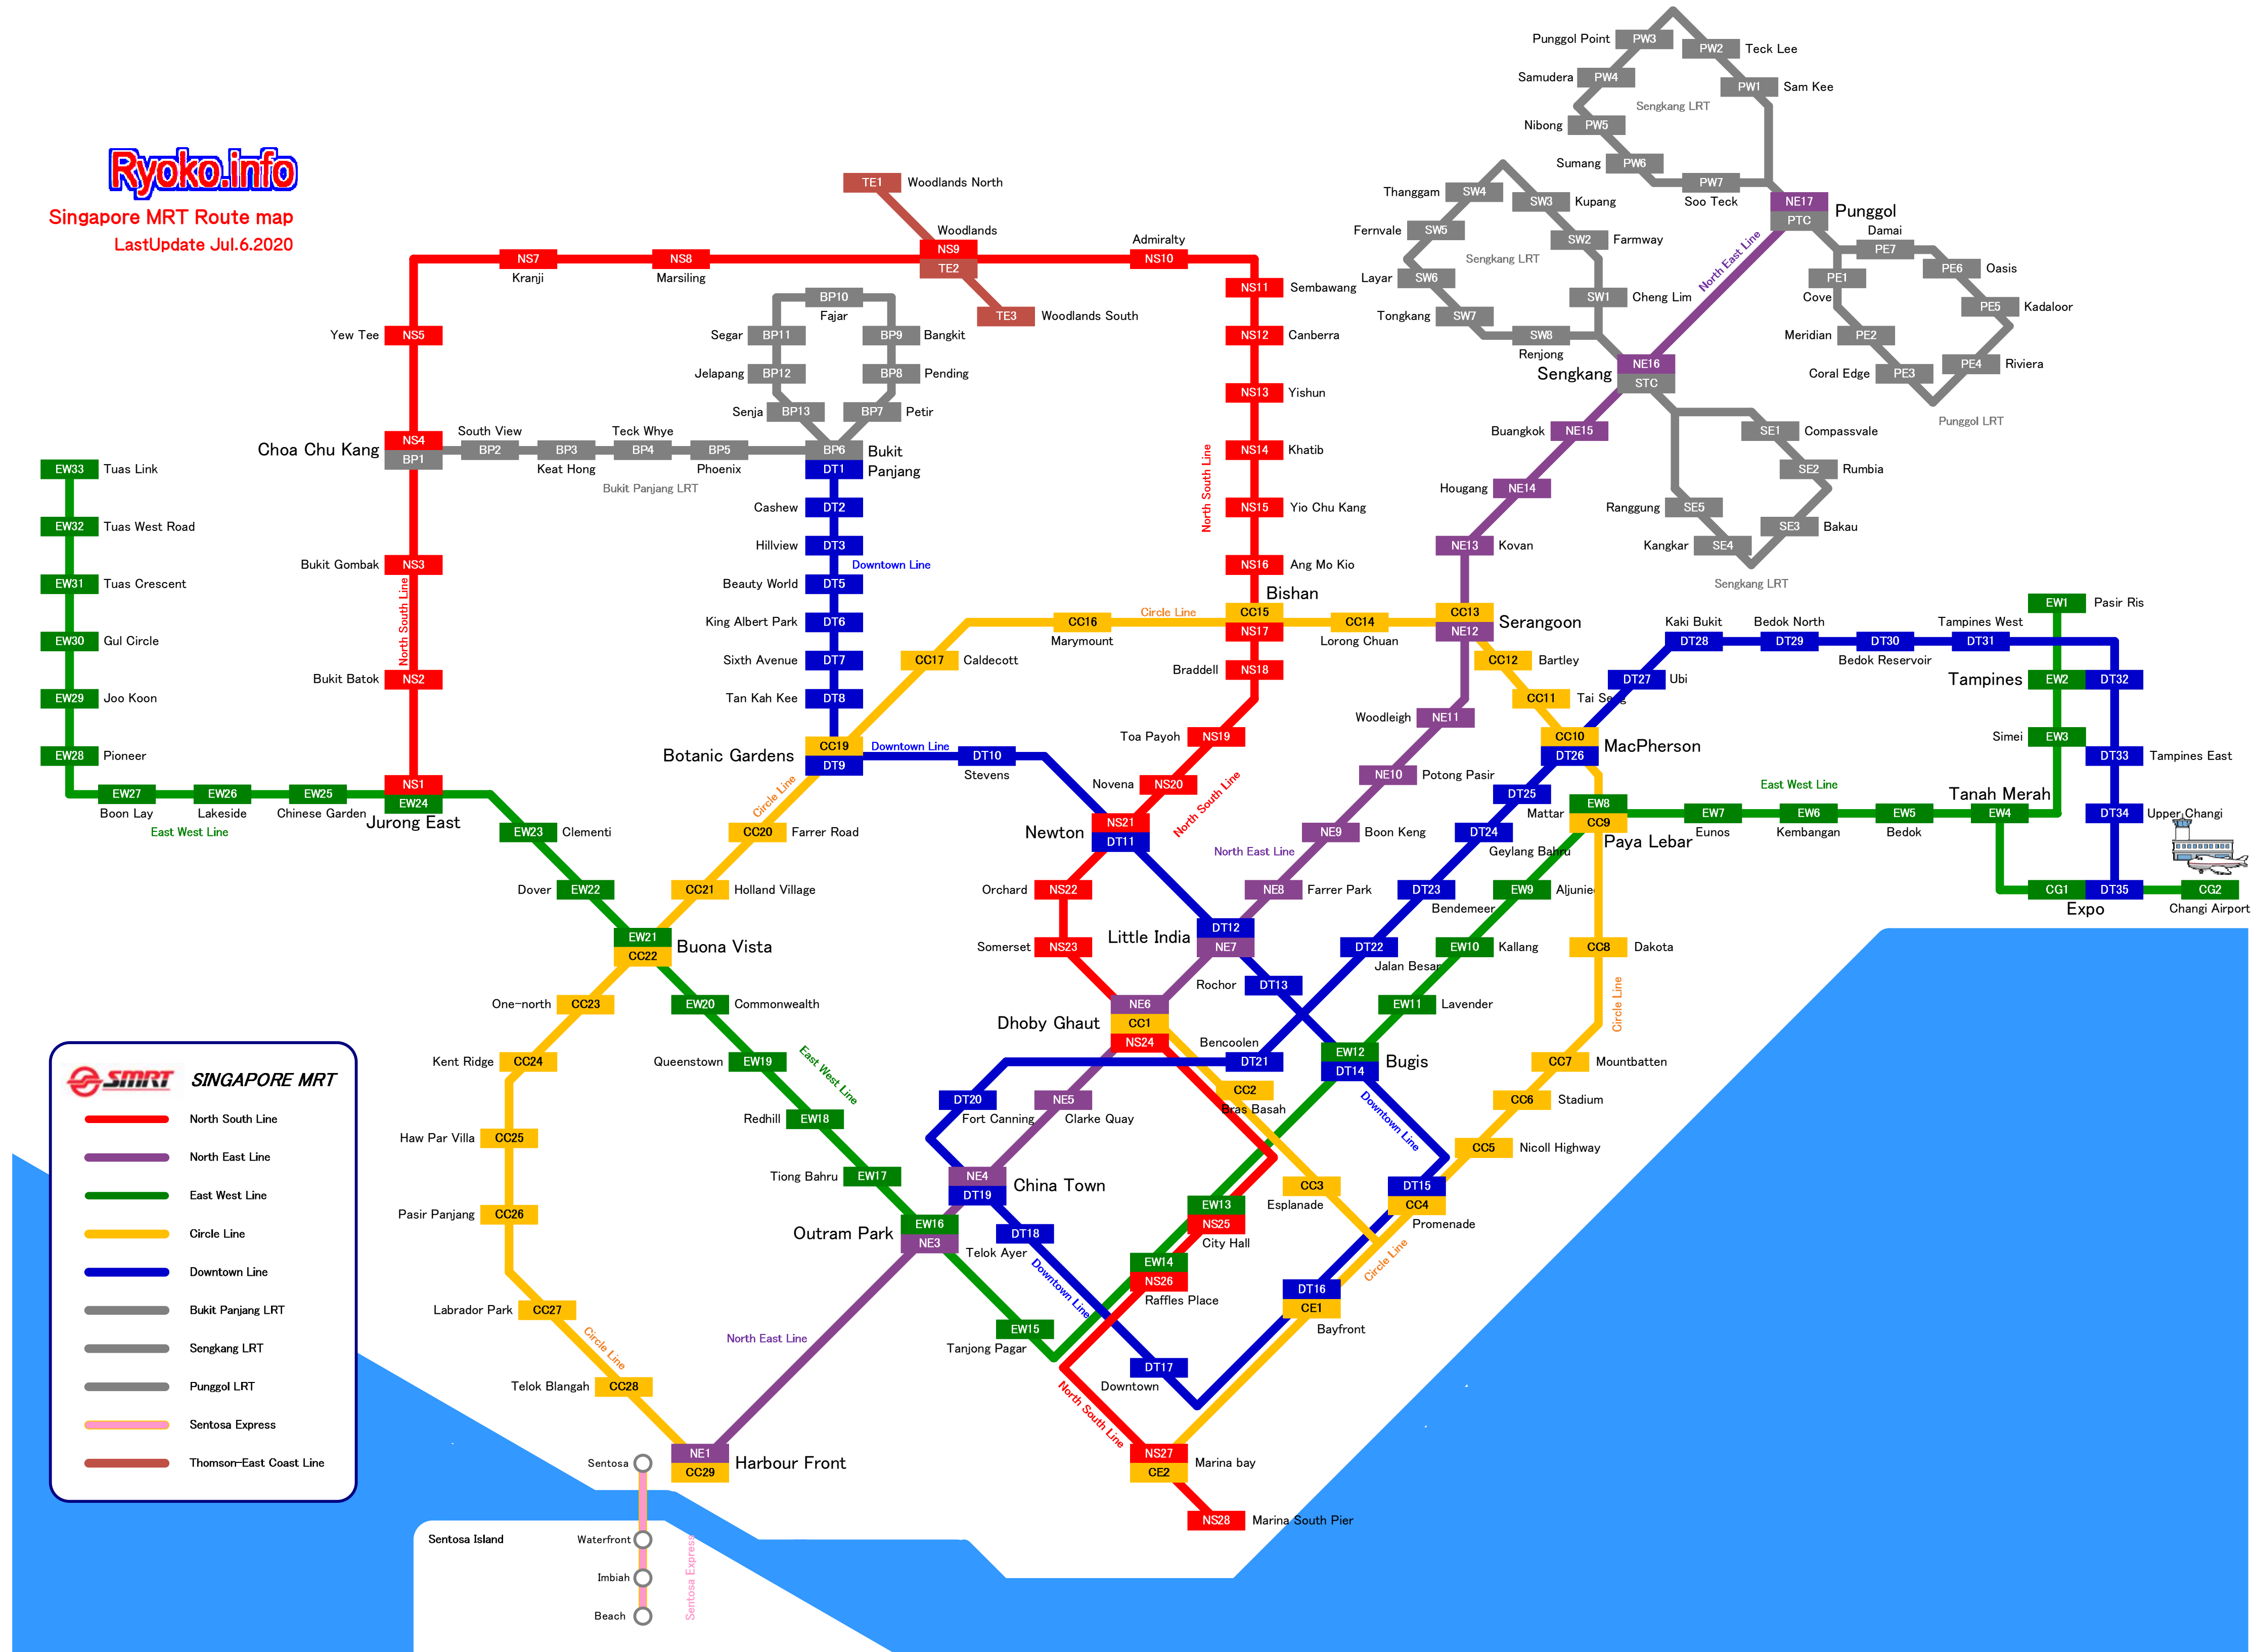 Ryoko.info
Singapore MRT Route map
LastUpdate Jul.6.2020
PW3
Punggol Point
PW2
Teck Lee
PW4
Samudera
PW1
Sam Kee
Sengkang LRT
PW5
Nibong
PW6
Sumang
PW7
Soo Teck
NE17
PTC
Punggol
SW4
Thanggam
SW3
Kupang
SW5
Fernvale
SW2
Farmway
Sengkang LRT
SW6
Layar
SW1
Cheng Lim
SW7
Tongkang
SW8
Renjong
North East Line
PE7
Damai
PE6
Oasis
PE1
Cove
PE5
Kadaloor
PE2
Meridian
PE3
Coral Edge
PE4
Riviera
Punggol LRT
NE16
STC
Sengkang
NE15
Buangkok
NE14
Hougang
NE13
Kovan
SE1
Compassvale
SE2
Rumbia
SE5
Ranggung
SE3
Bakau
SE4
Kangkar
Sengkang LRT
TE1
Woodlands North
Woodlands
NS9
TE2
TE3
Woodlands South
NS7
Kranji
NS8
Marsiling
Admiralty
NS10
NS11
Sembawang
NS12
Canberra
NS13
Yishun
NS14
Khatib
North South Line
NS15
Yio Chu Kang
NS16
Ang Mo Kio
Yew Tee
NS5
BP10
Fajar
Segar
BP11
BP9
Bangkit
Jelapang
BP12
BP8
Pending
Senja
BP13
BP7
Petir
Choa Chu Kang
NS4
BP1
South View
BP2
BP3
Keat Hong
Teck Whye
BP4
BP5
Phoenix
BP6
DT1
Bukit
Panjang
Bukit Panjang LRT
EW33
Tuas Link
EW32
Tuas West Road
EW31
Tuas Crescent
EW30
Gul Circle
EW29
Joo Koon
EW28
Pioneer
EW27
Boon Lay
EW26
Lakeside
EW25
Chinese Garden
East West Line
Bukit Gombak
NS3
North South Line
Bukit Batok
NS2
NS1
EW24
Jurong East
Cashew
DT2
Hillview
DT3
Downtown Line
Beauty World
DT5
King Albert Park
DT6
Sixth Avenue
DT7
Tan Kah Kee
DT8
Botanic Gardens
CC19
DT9
Downtown Line
DT10
Stevens
CC17
Caldecott
CC16
Marymount
Circle Line
Bishan
CC15
NS17
CC14
Lorong Chuan
CC13
NE12
Serangoon
Braddell
NS18
Toa Payoh
NS19
Novena
NS20
North South Line
Newton
NS21
DT11
CC12
Bartley
CC11
Tai Seng
CC10
DT26
MacPherson
Woodleigh
NE11
NE10
Potong Pasir
NE9
Boon Keng
North East Line
NE8
Farrer Park
DT27
Ubi
Kaki Bukit
DT28
Bedok North
DT29
DT30
Bedok Reservoir
Tampines West
DT31
EW1
Pasir Ris
Tampines
EW2
DT32
Simei
EW3
DT33
Tampines East
Tanah Merah
EW4
DT34
Upper Changi
CG1
DT35
Expo
CG2
Changi Airport
East West Line
EW5
Bedok
EW6
Kembangan
EW7
Eunos
EW8
CC9
Paya Lebar
DT25
Mattar
DT24
Geylang Bahru
DT23
Bendemeer
DT22
Jalan Besar
EW9
Aljunied
EW10
Kallang
EW11
Lavender
CC8
Dakota
Circle Line
CC7
Mountbatten
CC6
Stadium
CC5
Nicoll Highway
EW23
Clementi
Dover
EW22
Circle Line
CC20
Farrer Road
CC21
Holland Village
EW21
CC22
Buona Vista
Orchard
NS22
Somerset
NS23
Little India
DT12
NE7
Rochor
DT13
Dhoby Ghaut
NE6
CC1
NS24
Bencoolen
DT21
EW12
DT14
Bugis
Downtown Line
One-north
CC23
EW20
Commonwealth
Kent Ridge
CC24
Queenstown
EW19
East West Line
Redhill
EW18
Tiong Bahru
EW17
Haw Par Villa
CC25
Pasir Panjang
CC26
Labrador Park
CC27
Circle Line
Telok Blangah
CC28
DT20
Fort Canning
NE5
Clarke Quay
CC2
Bras Basah
NE4
DT19
China Town
Outram Park
EW16
NE3
DT18
Telok Ayer
Downtown Line
EW13
NS25
City Hall
EW14
NS26
Raffles Place
CC3
Esplanade
DT15
CC4
Promenade
Circle Line
DT16
CE1
Bayfront
EW15
Tanjong Pagar
DT17
Downtown
North East Line
North South Line
NS27
CE2
Marina bay
NS28
Marina South Pier
NE1
CC29
Harbour Front
Sentosa
Waterfront
Imbiah
Beach
Sentosa Island
Sentosa Express
SMRT
SINGAPORE MRT
North South Line
North East Line
East West Line
Circle Line
Downtown Line
Bukit Panjang LRT
Sengkang LRT
Punggol LRT
Sentosa Express
Thomson-East Coast Line